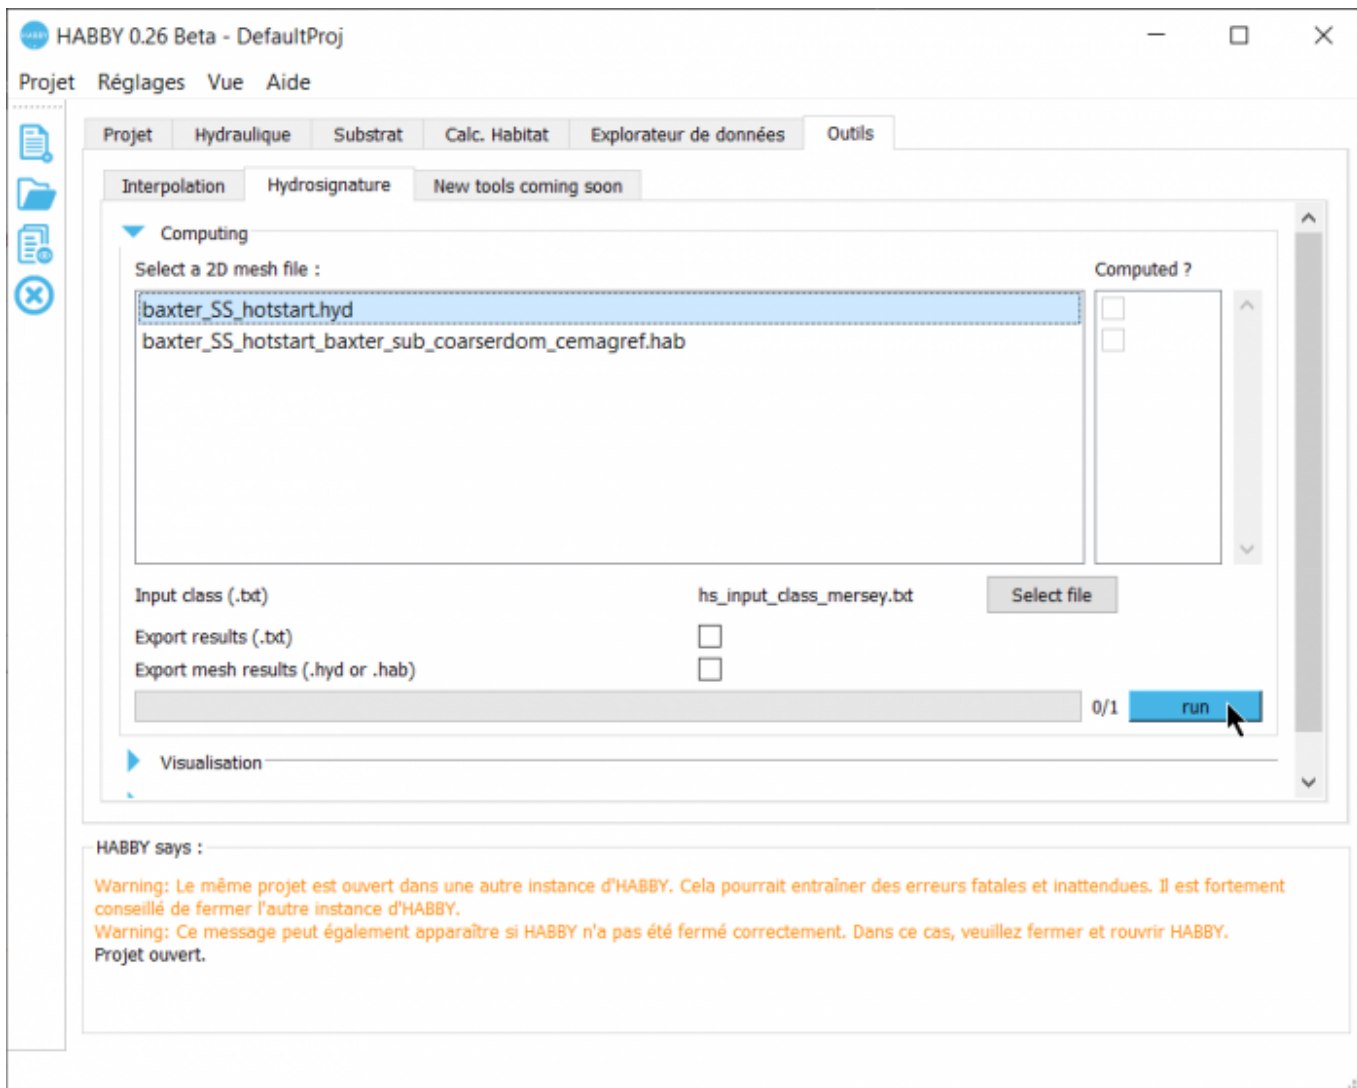 HABBY 0.26 Beta - DefaultProj
Projet Réglages Vue Aide
Projet Hydraulique Substrat Calc. Habitat Explorateur de données Outils
Interpolation Hydrosignature New tools coming soon
Computing
Select a 2D mesh file : Computed ?
baxter_SS_hotstart.hyd
baxter_SS_hotstart_baxter_sub_coarserdom_cemagref.hab
Input class (.txt) hs_input_class_mersey.txt Select file
Export results (.txt)
Export mesh results (.hyd or .hab)
0/1 run
Visualisation
HABBY says :
Warning: Le même projet est ouvert dans une autre instance d'HABBY. Cela pourrait entraîner des erreurs fatales et inattendues. Il est fortement
conseillé de fermer l'autre instance d'HABBY.
Warning: Ce message peut également apparaître si HABBY n'a pas été fermé correctement. Dans ce cas, veuillez fermer et rouvrir HABBY.
Projet ouvert.